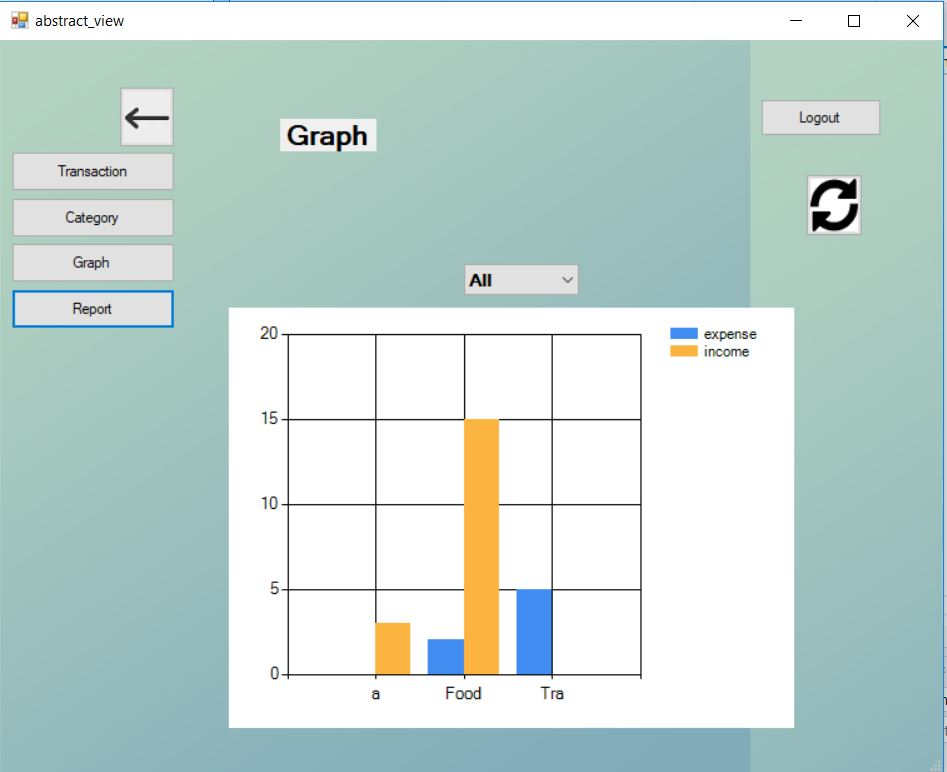 abstract_view
Graph
Logout
Transaction
Category
Graph
Report
All
20
15
10
5
0
a Food Tra
expense
income